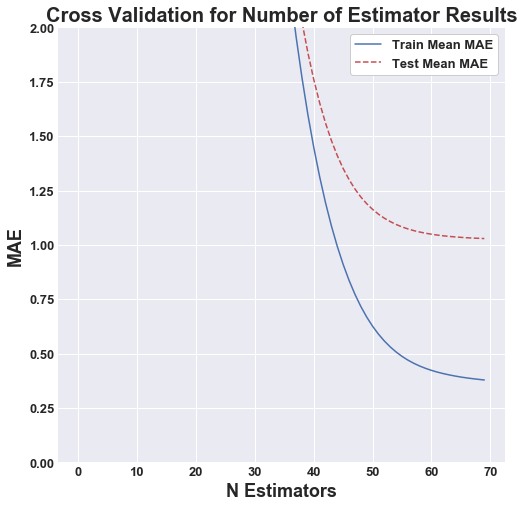 Cross Validation for Number of Estimator Results
Train Mean MAE
Test Mean MAE
MAE
2.00
1.75
1.50
1.25
1.00
0.75
0.50
0.25
0.00
0 10 20 30 40 50 60 70
N Estimators